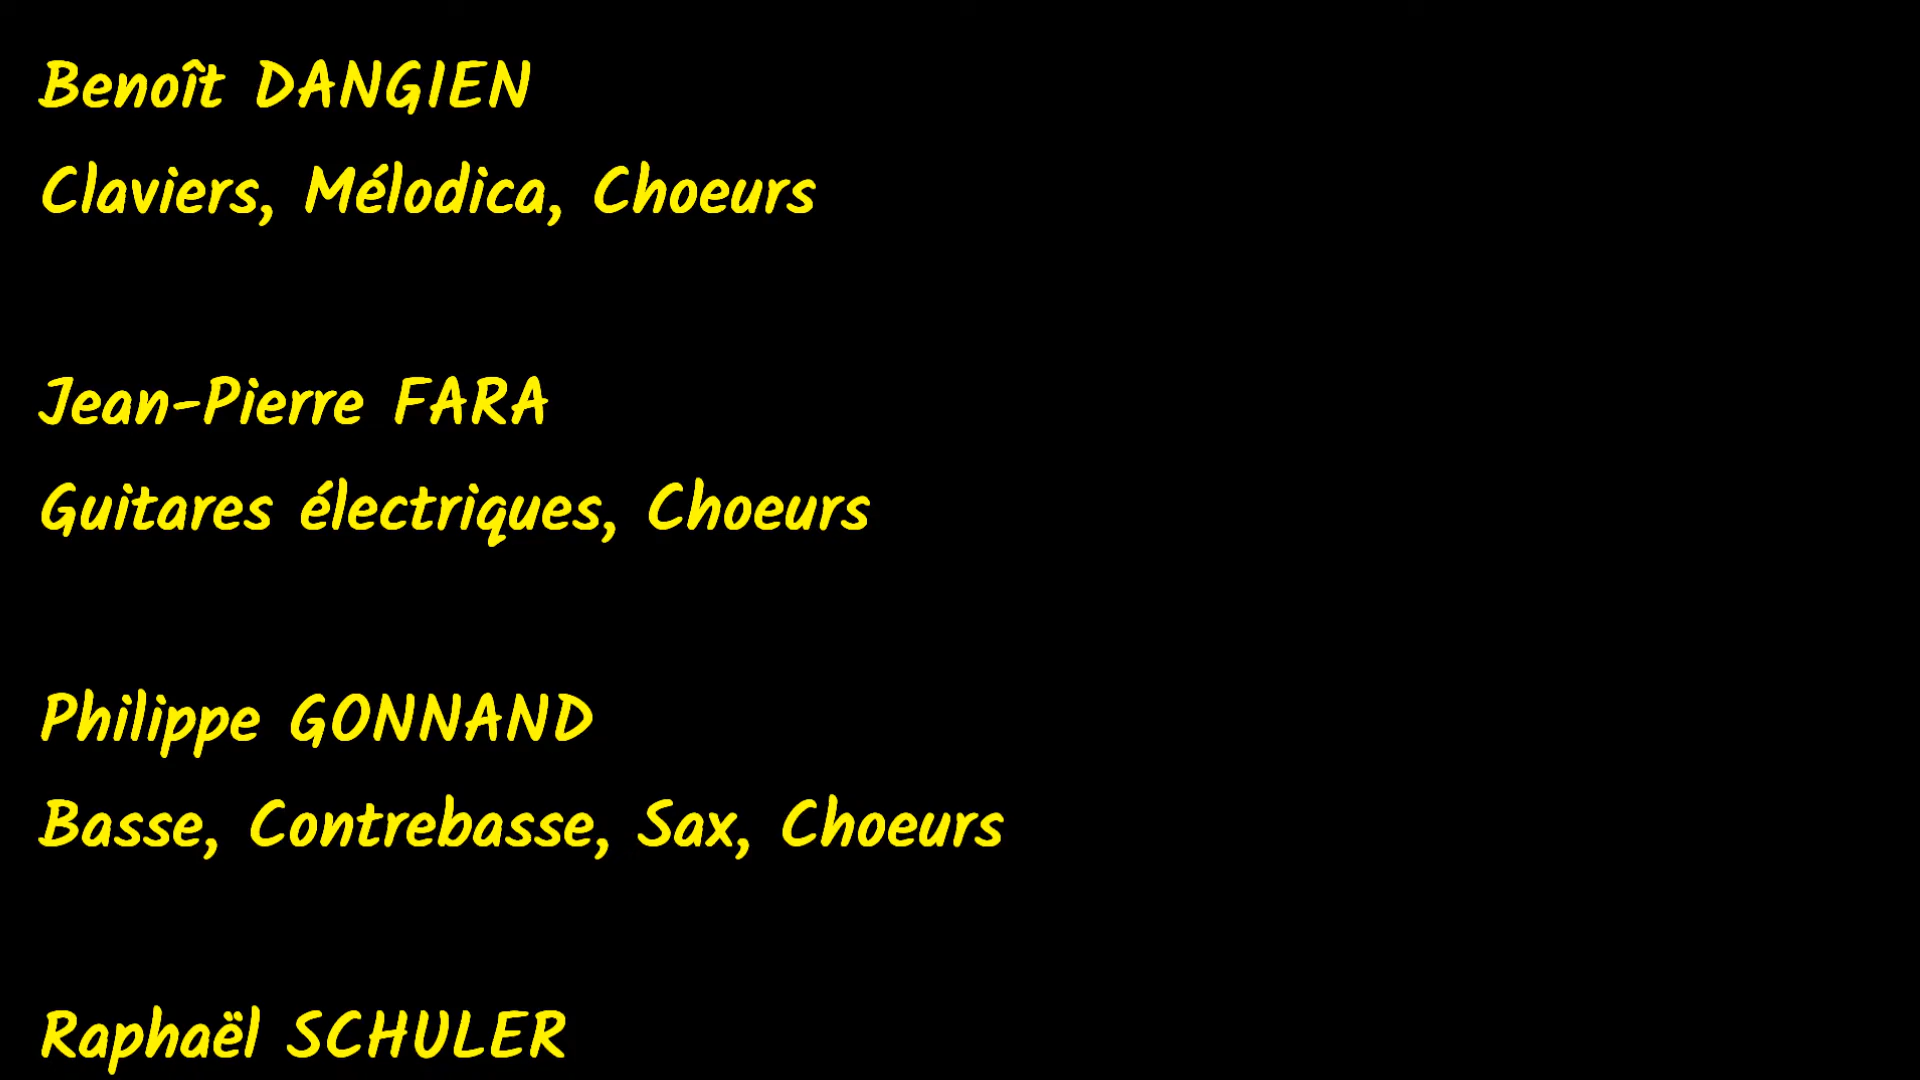 Benoît DANGIEN
Claviers, Mélodica, Choeurs
Jean-Pierre FARA
Guitares électriques, Choeurs
Philippe GONNAND
Basse, Contrebasse, Sax, Choeurs
Raphaël SCHULER